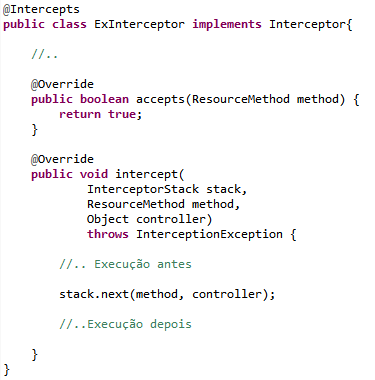 @Intercepts
public class ExInterceptor implements Interceptor{
//..
@Override
public boolean accepts(ResourceMethod method) {
return true;
}
@Override
public void intercept(
InterceptorStack stack,
ResourceMethod method,
Object controller)
throws InterceptionException {
//.. Execução antes
stack.next(method, controller);
//..Execução depois
}
}